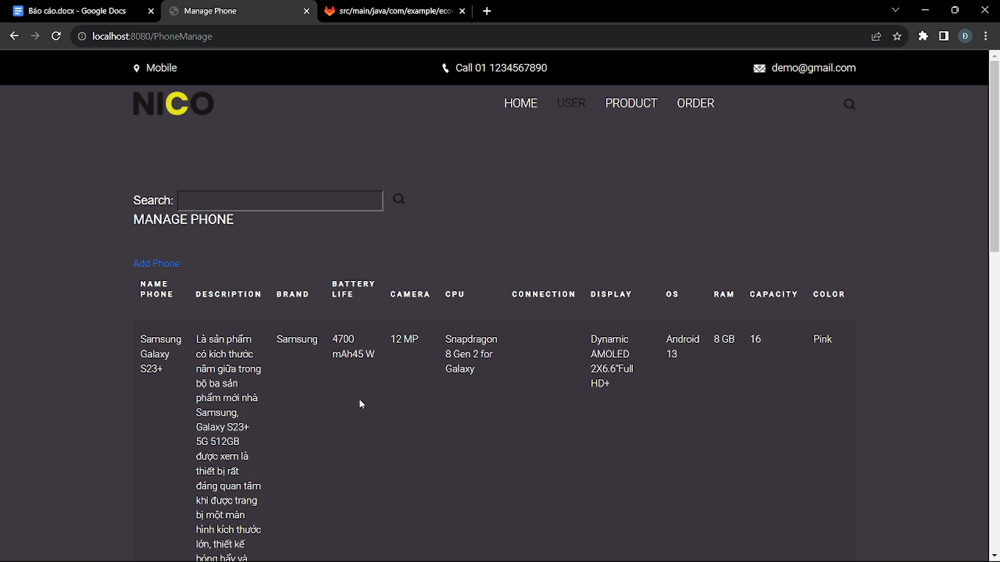 Báo cáo.docx - Google Docs
Manage Phone
src/main/java/com/example/eco
localhost:8080/PhoneManage
Đ
Mobile
Call 01 1234567890
demo@gmail.com
NICO
HOME USER PRODUCT ORDER
Search:
MANAGE PHONE
Add Phone
NAME PHONE
DESCRIPTION
BRAND
BATTERY LIFE
CAMERA
CPU
CONNECTION
DISPLAY
OS
RAM
CAPACITY
COLOR
Samsung
Galaxy
S23+
Là sản phẩm
có kích thước
nằm giữa trong
bộ ba sản
phẩm mới nhà
Samsung,
Galaxy S23+
5G 512GB
được xem là
thiết bị rất
đáng quan tâm
khi được trang
bị một màn
hình kích thước
lớn, thiết kế
bóng bẩy và
Samsung
4700
mAh45 W
12 MP
Snapdragon
8 Gen 2 for
Galaxy
Dynamic
AMOLED
2X6.6"Full
HD+
Android
13
8 GB
16
Pink